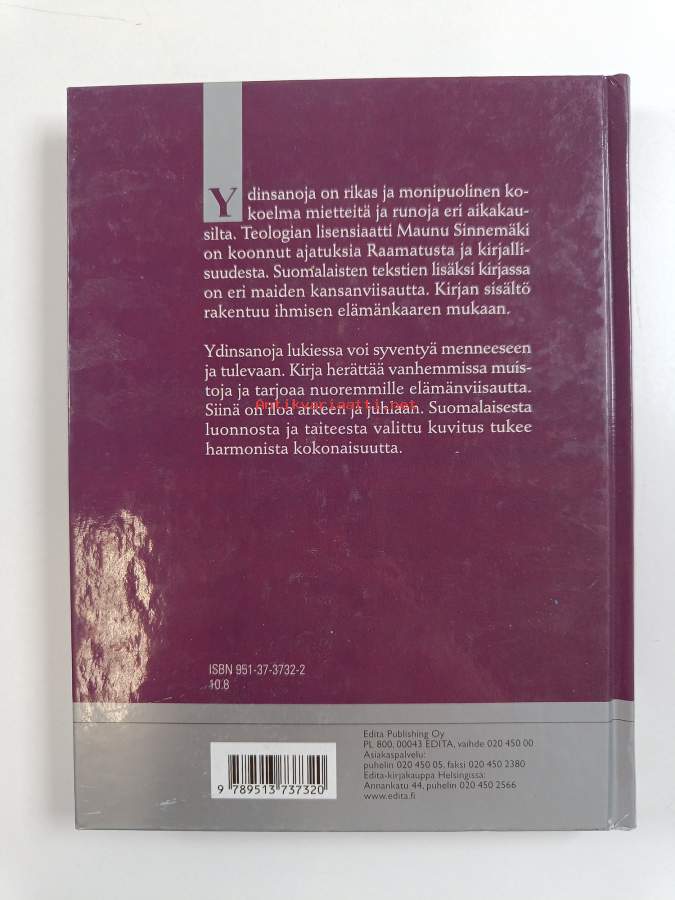 Ydinsanoja on rikas ja monipuolinen ko-
koelma mietteitä ja runoja eri aikakau-
silta. Teologian lisensiaatti Maunu Sinnemäki
on koonnut ajatuksia Raamatusta ja kirjalli-
suudesta. Suomalaisten tekstien lisäksi kirjassa
on eri maiden kansanviisautta. Kirjan sisältö
rakentuu ihmisen elämänkaaren mukaan.
Ydinsanoja lukiessa voi syventyä menneeseen
ja tulevaan. Kirja herättää vanhemmissa muis-
toja ja tarjoaa nuoremmille elämänviisautta.
Antikvariaatti.net
Siinä on iloa arkeen ja juhlaan. Suomalaisesta
luonnosta ja taiteesta valittu kuvitus tukee
harmonista kokonaisuutta.
ISBN 951-37-3732-2
10.8
9 789513 737320
Edita Publishing Oy
PL 800, 00043 EDITA, vaihde 020 450 00
Asiakaspalvelu:
puhelin 020 450 05, faksi 020 450 2380
Edita-kirjakauppa Helsingissä:
Annankatu 44, puhelin 020 450 2566
www.edita.fi